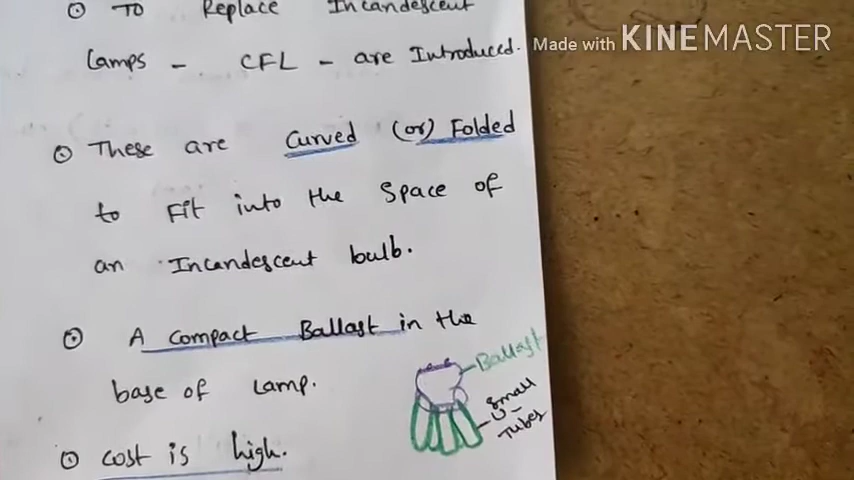 ⊙ To Replace Incandescent
Lamps - CFL - are Introduced.
Made with KINEMASTER
⊙ These are Curved (or) Folded
to Fit into the Space of
an Incandescent bulb.
⊙ A compact Ballast in the
base of Lamp.
Ballast
Small
U-
Tubes
⊙ cost is high.